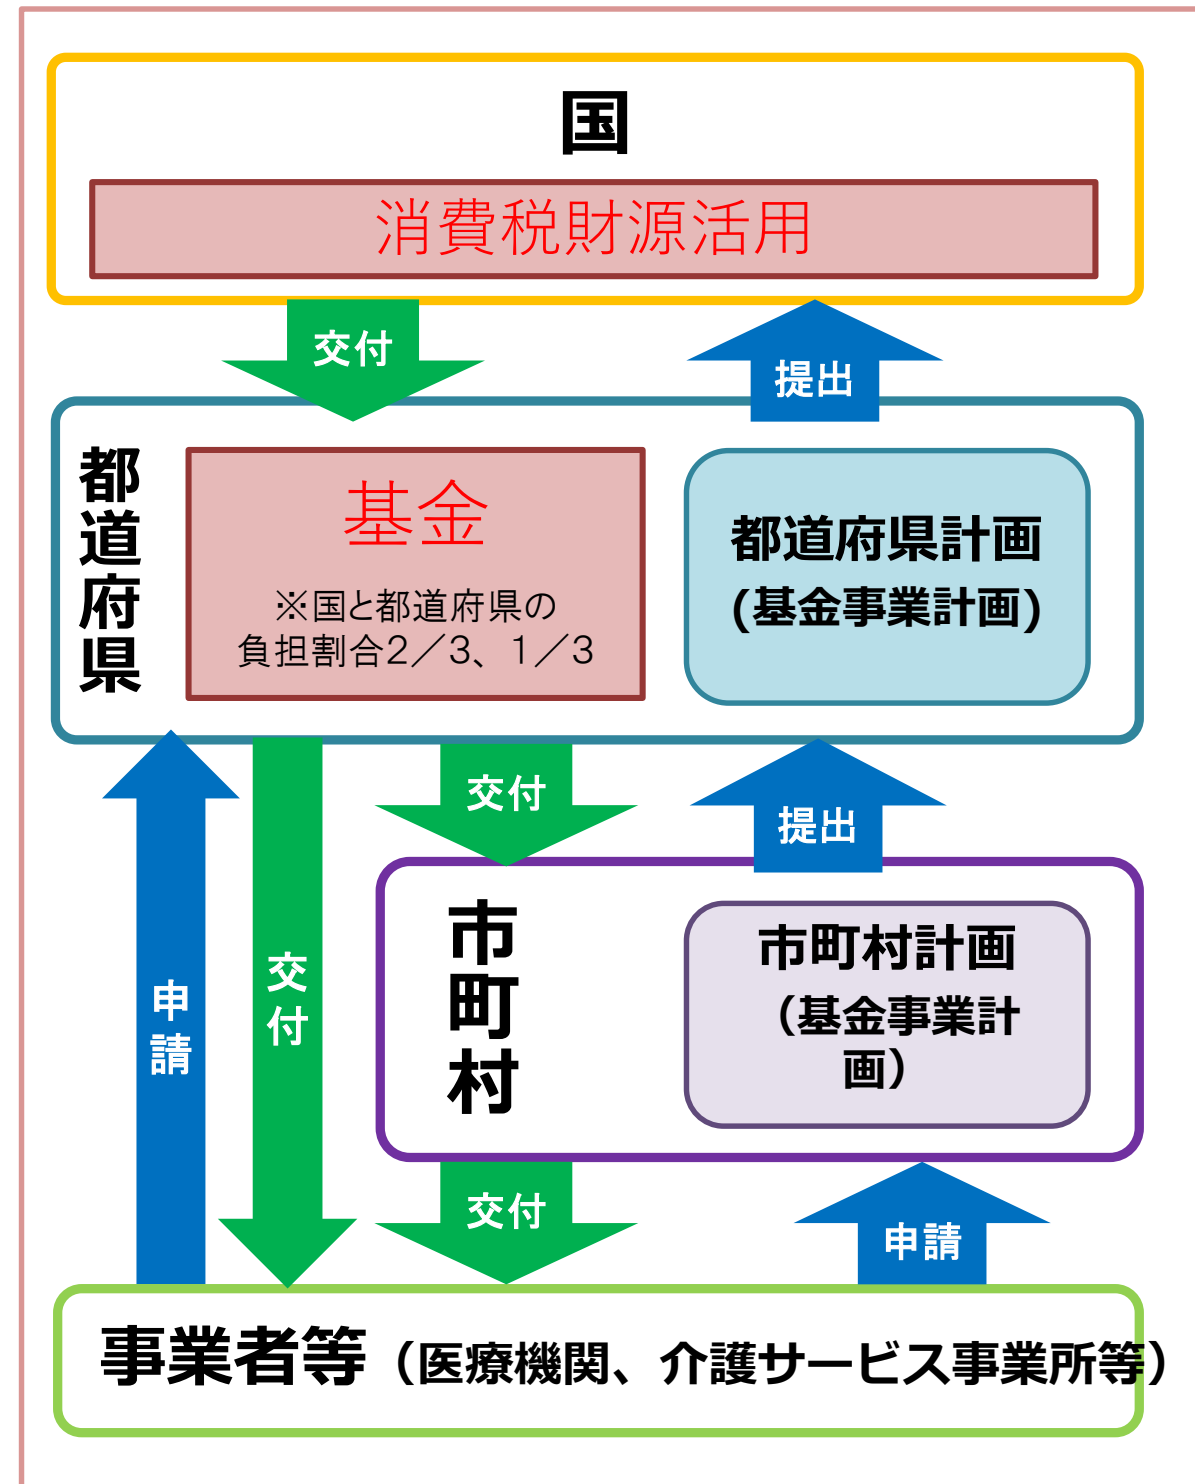 国
消費税財源活用
交付
提出
都道府県
基金
※国と都道府県の
負担割合2／3、1／3
都道府県計画
(基金事業計画)
交付
提出
申請
交付
市町村
市町村計画
（基金事業計
画）
交付
申請
事業者等（医療機関、介護サービス事業所等）